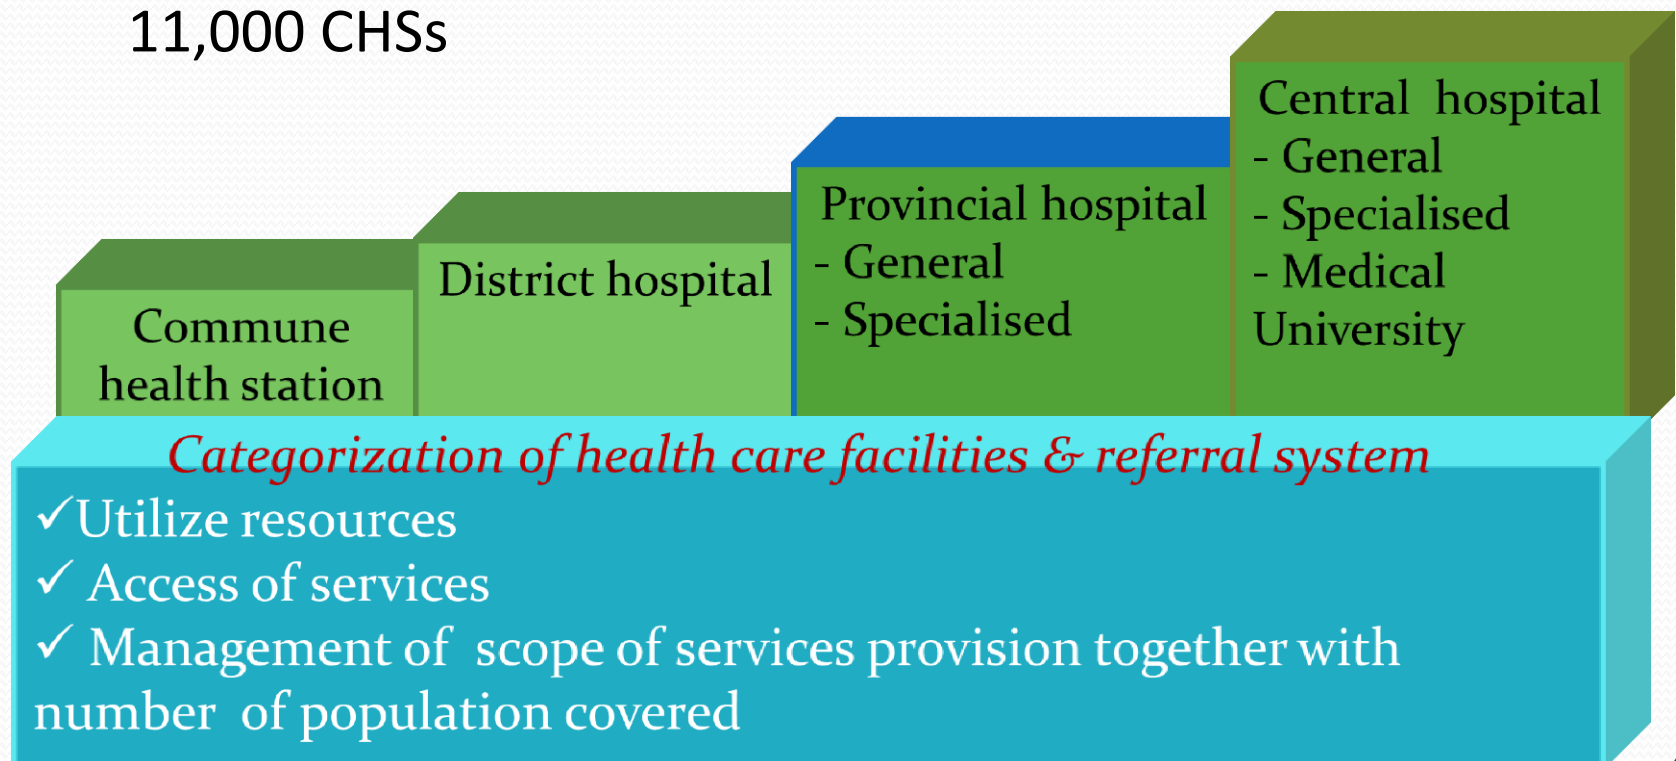 11,000 CHSs
Commune
health station
District hospital
Provincial hospital
- General
- Specialised
Central hospital
- General
- Specialised
- Medical
University
Categorization of health care facilities & referral system
✓Utilize resources
✓ Access of services
✓ Management of scope of services provision together with
number of population covered